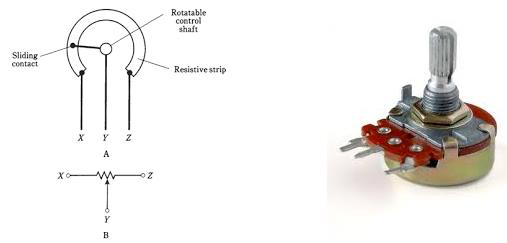 Rotatable
control
shaft
Sliding
contact
Resistive strip
X Y Z
A
X Z
Y
B